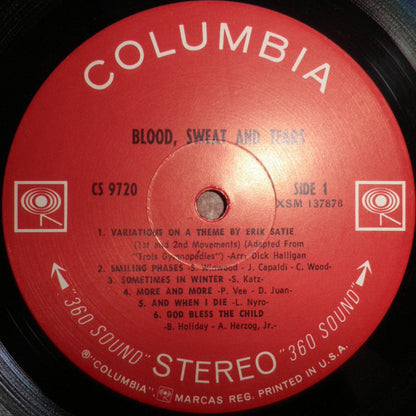 COLUMBIA
BLOOD, SWEAT AND TEARS
CS 9720
SIDE 1
XSM 137878
1. VARIATIONS ON A THEME BY ERIK SATIE
(1st and 2nd Movements) (Adapted From
"Trois Gymnopedies") -Arr: Dick Halligan
2. SMILING PHASES -S. Winwood - J. Capaldi - C. Wood-
3. SOMETIMES IN WINTER -S. Katz-
4. MORE AND MORE -P. Vee - D. Juan-
5. AND WHEN I DIE -L. Nyro-
6. GOD BLESS THE CHILD
-B. Holiday - A. Herzog, Jr.-
"360 SOUND" STEREO "360 SOUND"
Ⓟ "COLUMBIA", MARCAS REG. PRINTED IN U.S.A.